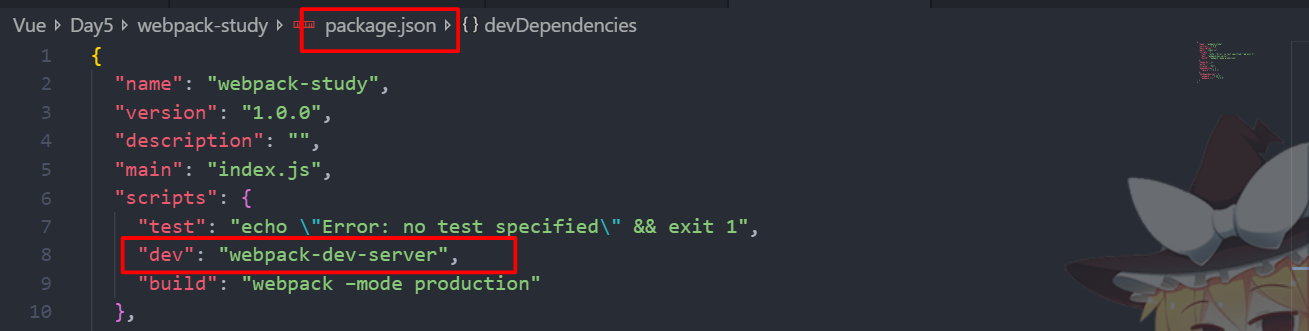 Vue > Day5 > webpack-study > package.json > {} devDependencies
1 {
2 "name": "webpack-study",
3 "version": "1.0.0",
4 "description": "",
5 "main": "index.js",
6 "scripts": {
7 "test": "echo \"Error: no test specified\" && exit 1",
8 "dev": "webpack-dev-server",
9 "build": "webpack –mode production"
10 },